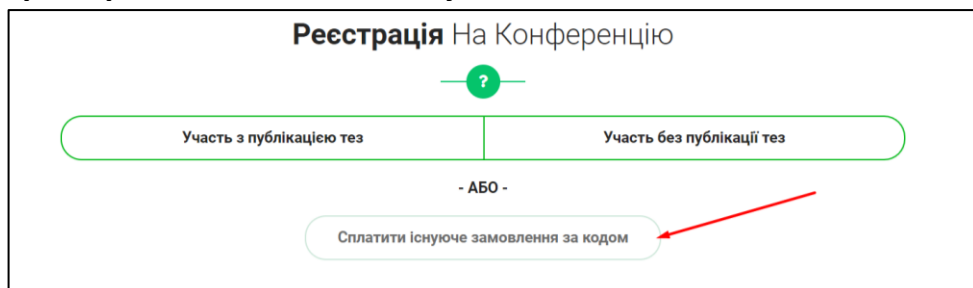 Реєстрація На Конференцію
?
Участь з публікацією тез
Участь без публікації тез
- АБО -
Сплатити існуюче замовлення за кодом